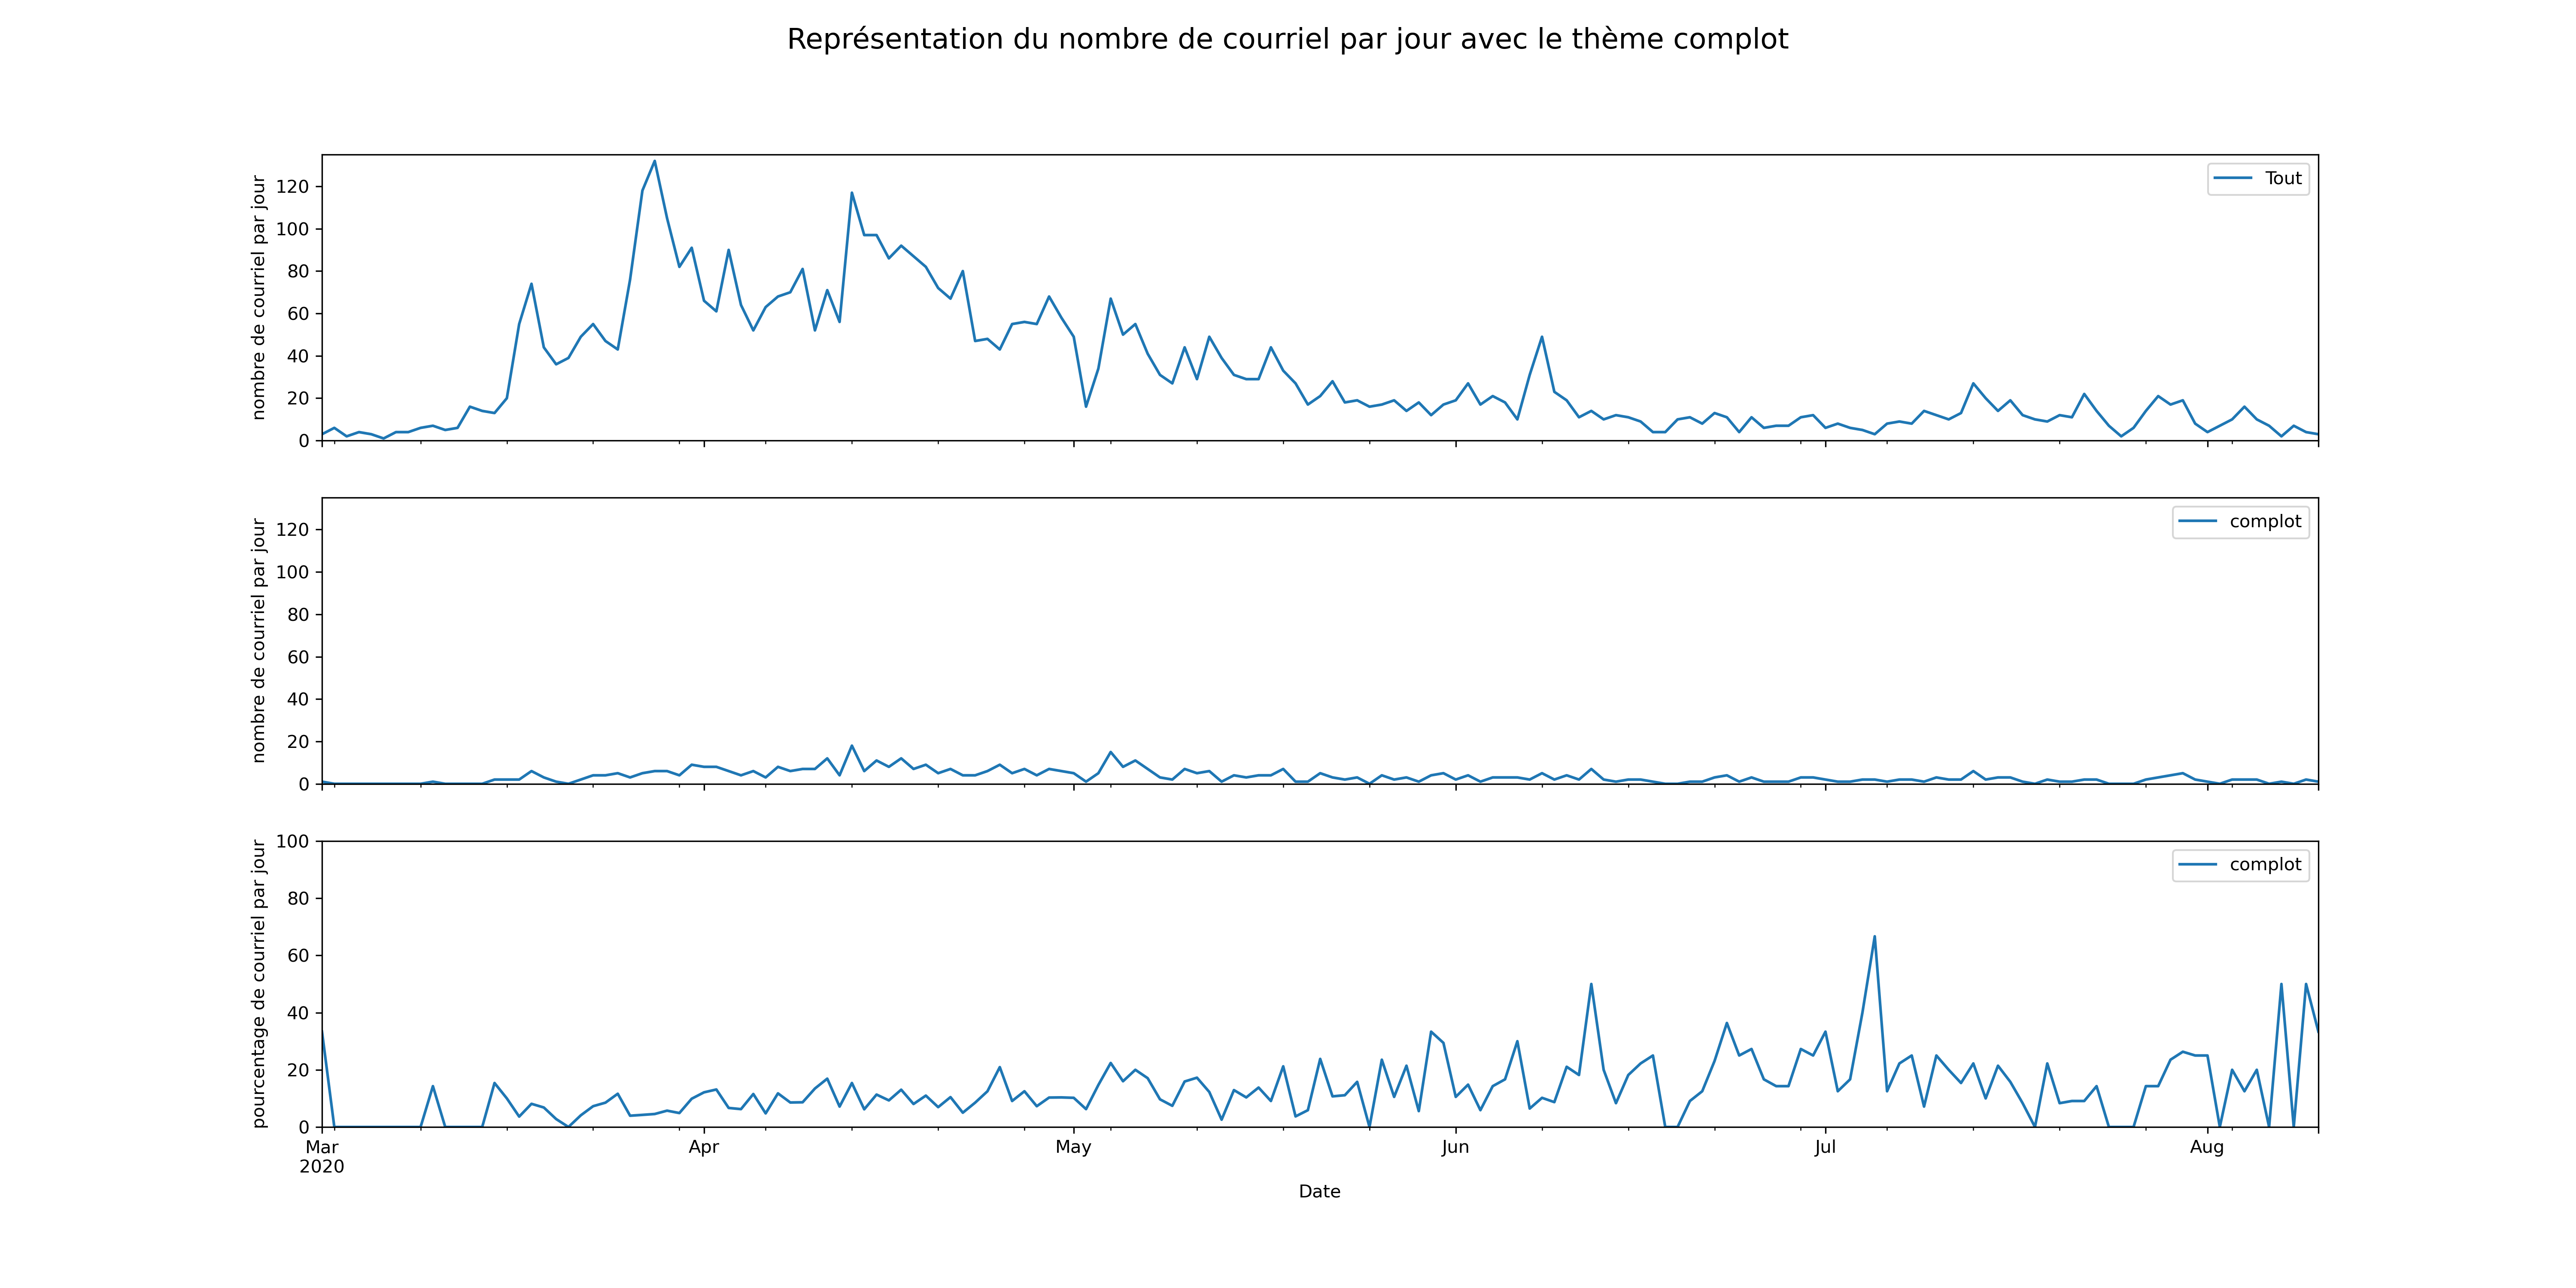 Représentation du nombre de courriel par jour avec le thème complot
nombre de courriel par jour
120
100
80
60
40
20
0
Tout
nombre de courriel par jour
120
100
80
60
40
20
0
complot
pourcentage de courriel par jour
100
80
60
40
20
0
complot
Mar Apr May Jun Jul Aug
2020
Date